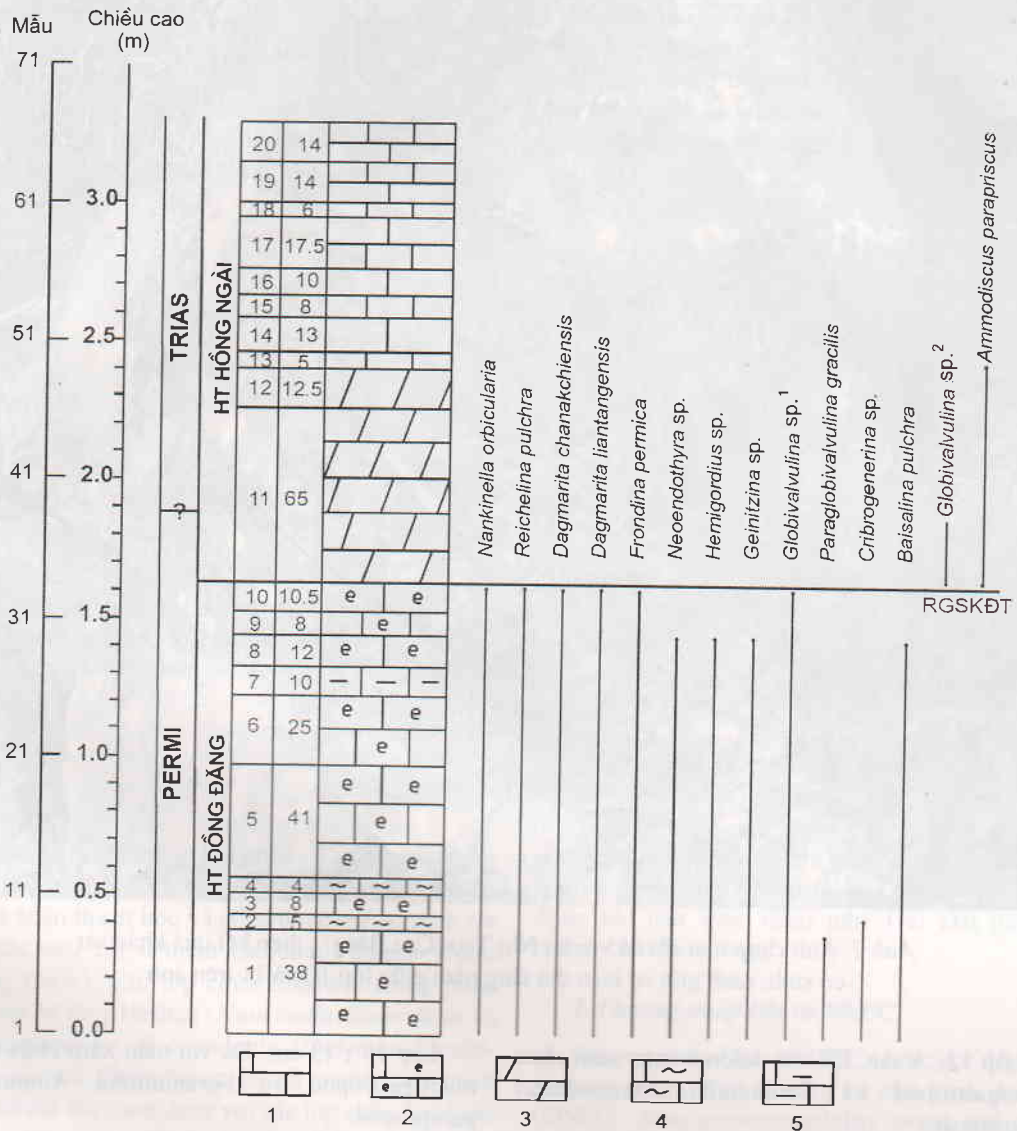 Mẫu
Chiều cao
(m)
71
61
51
41
31
21
11
1
3.0
2.5
2.0
1.5
1.0
0.5
0.0
TRIAS
?
PERMI
HT HỒNG NGÀI
HT ĐỒNG ĐĂNG
20 14
19 14
18 6
17 17.5
16 10
15 8
14 13
13 5
12 12.5
11 65
10 10.5 e e
9 8 e
8 12 e e
7 10
6 25 e e
e
5 41 e e
e
e e
4 4
3 8 e e
2 5
1 38 e e
e
e e
Nankinella orbicularia
Reichelina pulchra
Dagmarita chanakchiensis
Dagmarita liantangensis
Frondina permica
Neoendothyra sp.
Hemigordius sp.
Geinitzina sp.
Globivalvulina sp.1
Paraglobivalvulina gracilis
Cribrogenerina sp.
Baisalina pulchra
Globivalvulina sp.2
Ammodiscus parapriscus
RGSKĐT
1
e e
2
3
4
5